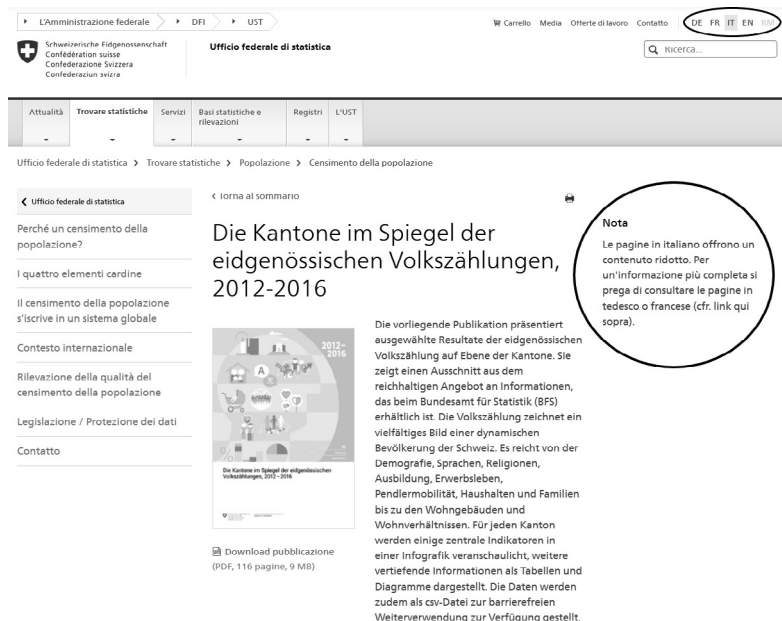 L'Amministrazione federale DFI UST
Carrello Media Offerte di lavoro Contatto DE FR IT EN RM
Schweizerische Eidgenossenschaft
Confédération suisse
Confederazione Svizzera
Confederaziun svizra
Ufficio federale di statistica
Ricerca...
Attualità Trovare statistiche Servizi Basi statistiche e rilevazioni Registri L'UST
Ufficio federale di statistica > Trovare statistiche > Popolazione > Censimento della popolazione
Ufficio federale di statistica
Perché un censimento della
popolazione?
I quattro elementi cardine
Il censimento della popolazione
s'iscrive in un sistema globale
Contesto internazionale
Rilevazione della qualità del
censimento della popolazione
Legislazione / Protezione dei dati
Contatto
Torna al sommario
Die Kantone im Spiegel der
eidgenössischen Volkszählungen,
2012-2016
2012–
2016
Die Kantone im Spiegel der eidgenössischen
Volkszählungen, 2012–2016
Download pubblicazione
(PDF, 116 pagine, 9 MB)
Die vorliegende Publikation präsentiert
ausgewählte Resultate der eidgenössischen
Volkszählung auf Ebene der Kantone. Sie
zeigt einen Ausschnitt aus dem
reichhaltigen Angebot an Informationen,
das beim Bundesamt für Statistik (BFS)
erhältlich ist. Die Volkszählung zeichnet ein
vielfältiges Bild einer dynamischen
Bevölkerung der Schweiz. Es reicht von der
Demografie, Sprachen, Religionen,
Ausbildung, Erwerbsleben,
Pendlermobilität, Haushalten und Familien
bis zu den Wohngebäuden und
Wohnverhältnissen. Für jeden Kanton
werden einige zentrale Indikatoren in
einer Infografik veranschaulicht, weitere
vertiefende Informationen als Tabellen und
Diagramme dargestellt. Die Daten werden
zudem als csv-Datei zur barrierefreien
Weiterverwendung zur Verfügung gestellt.
Nota
Le pagine in italiano offrono un
contenuto ridotto. Per
un'informazione più completa si
prega di consultare le pagine in
tedesco o francese (cfr. link qui
sopra).